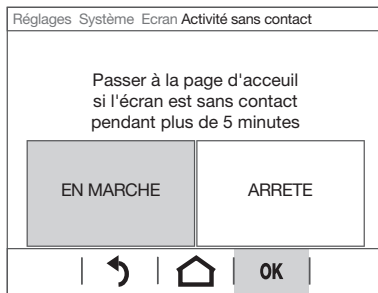 Réglages Système Ecran Activité sans contact
Passer à la page d'acceuil
si l'écran est sans contact
pendant plus de 5 minutes
EN MARCHE ARRETE
OK